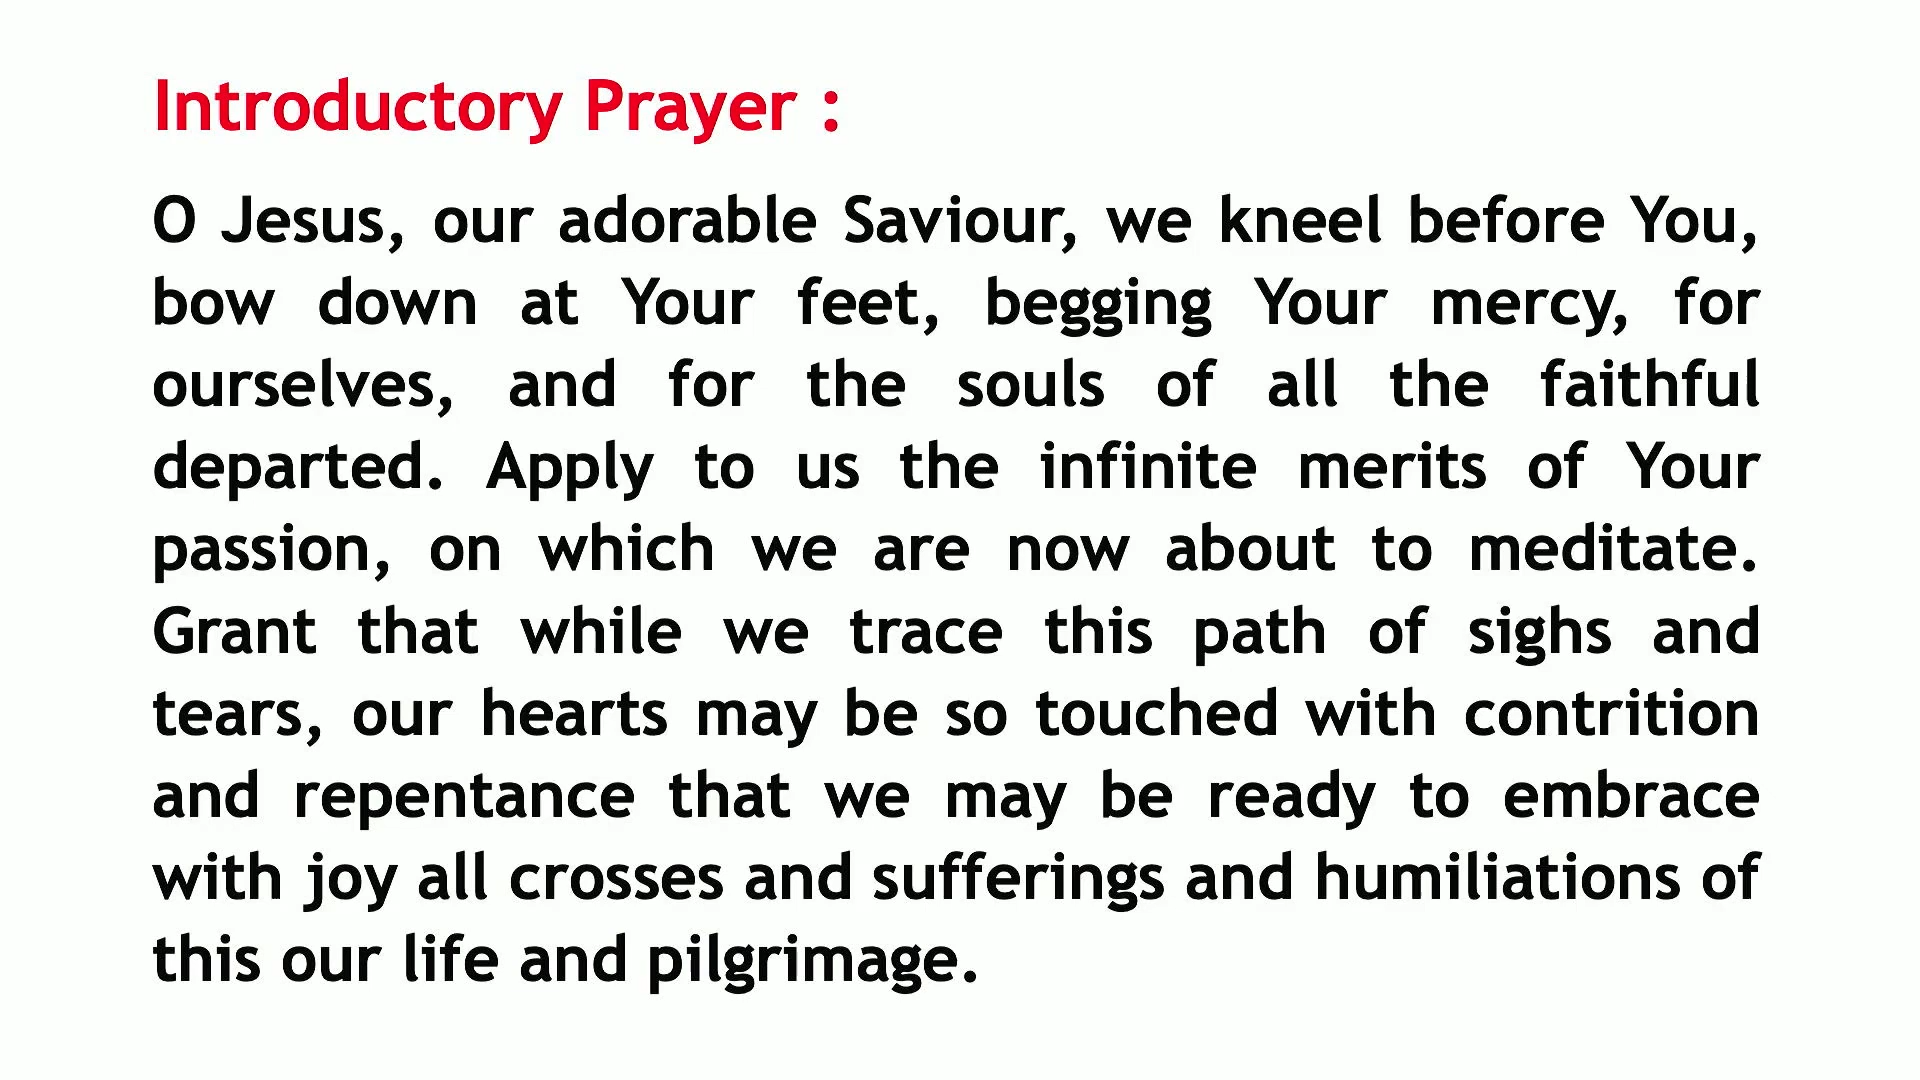 Introductory Prayer :
O Jesus, our adorable Saviour, we kneel before You,
bow down at Your feet, begging Your mercy, for
ourselves, and for the souls of all the faithful
departed. Apply to us the infinite merits of Your
passion, on which we are now about to meditate.
Grant that while we trace this path of sighs and
tears, our hearts may be so touched with contrition
and repentance that we may be ready to embrace
with joy all crosses and sufferings and humiliations of
this our life and pilgrimage.